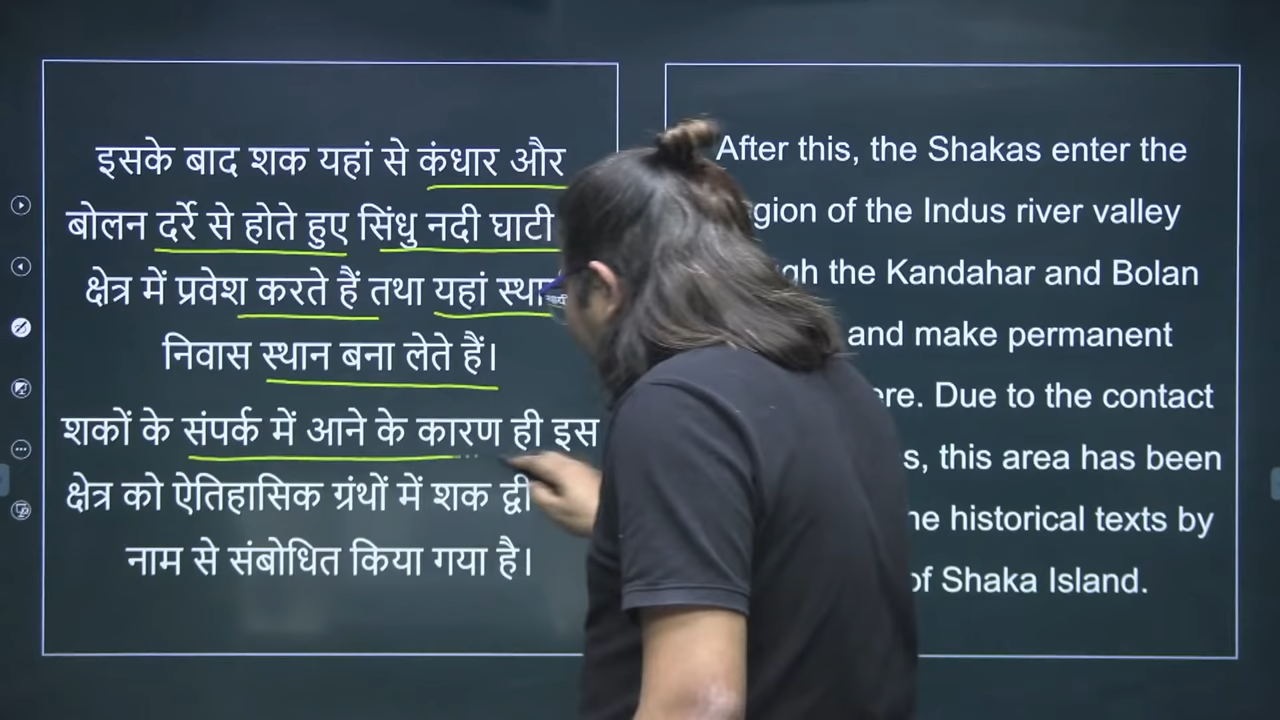 इसके बाद शक यहां से कंधार और
बोलन दर्रे से होते हुए सिंधु नदी घाटी
क्षेत्र में प्रवेश करते हैं तथा यहां
निवास स्थान बना लेते हैं।
शकों के संपर्क में आने के कारण ही इस
क्षेत्र को ऐतिहासिक ग्रंथों में शक
नाम से संबोधित किया गया है।
After this, the Shakas enter the
of the Indus river valley
the Kandahar and Bolan
and make permanent
Due to the contact
this area has been
historical texts by
of Shaka Island.